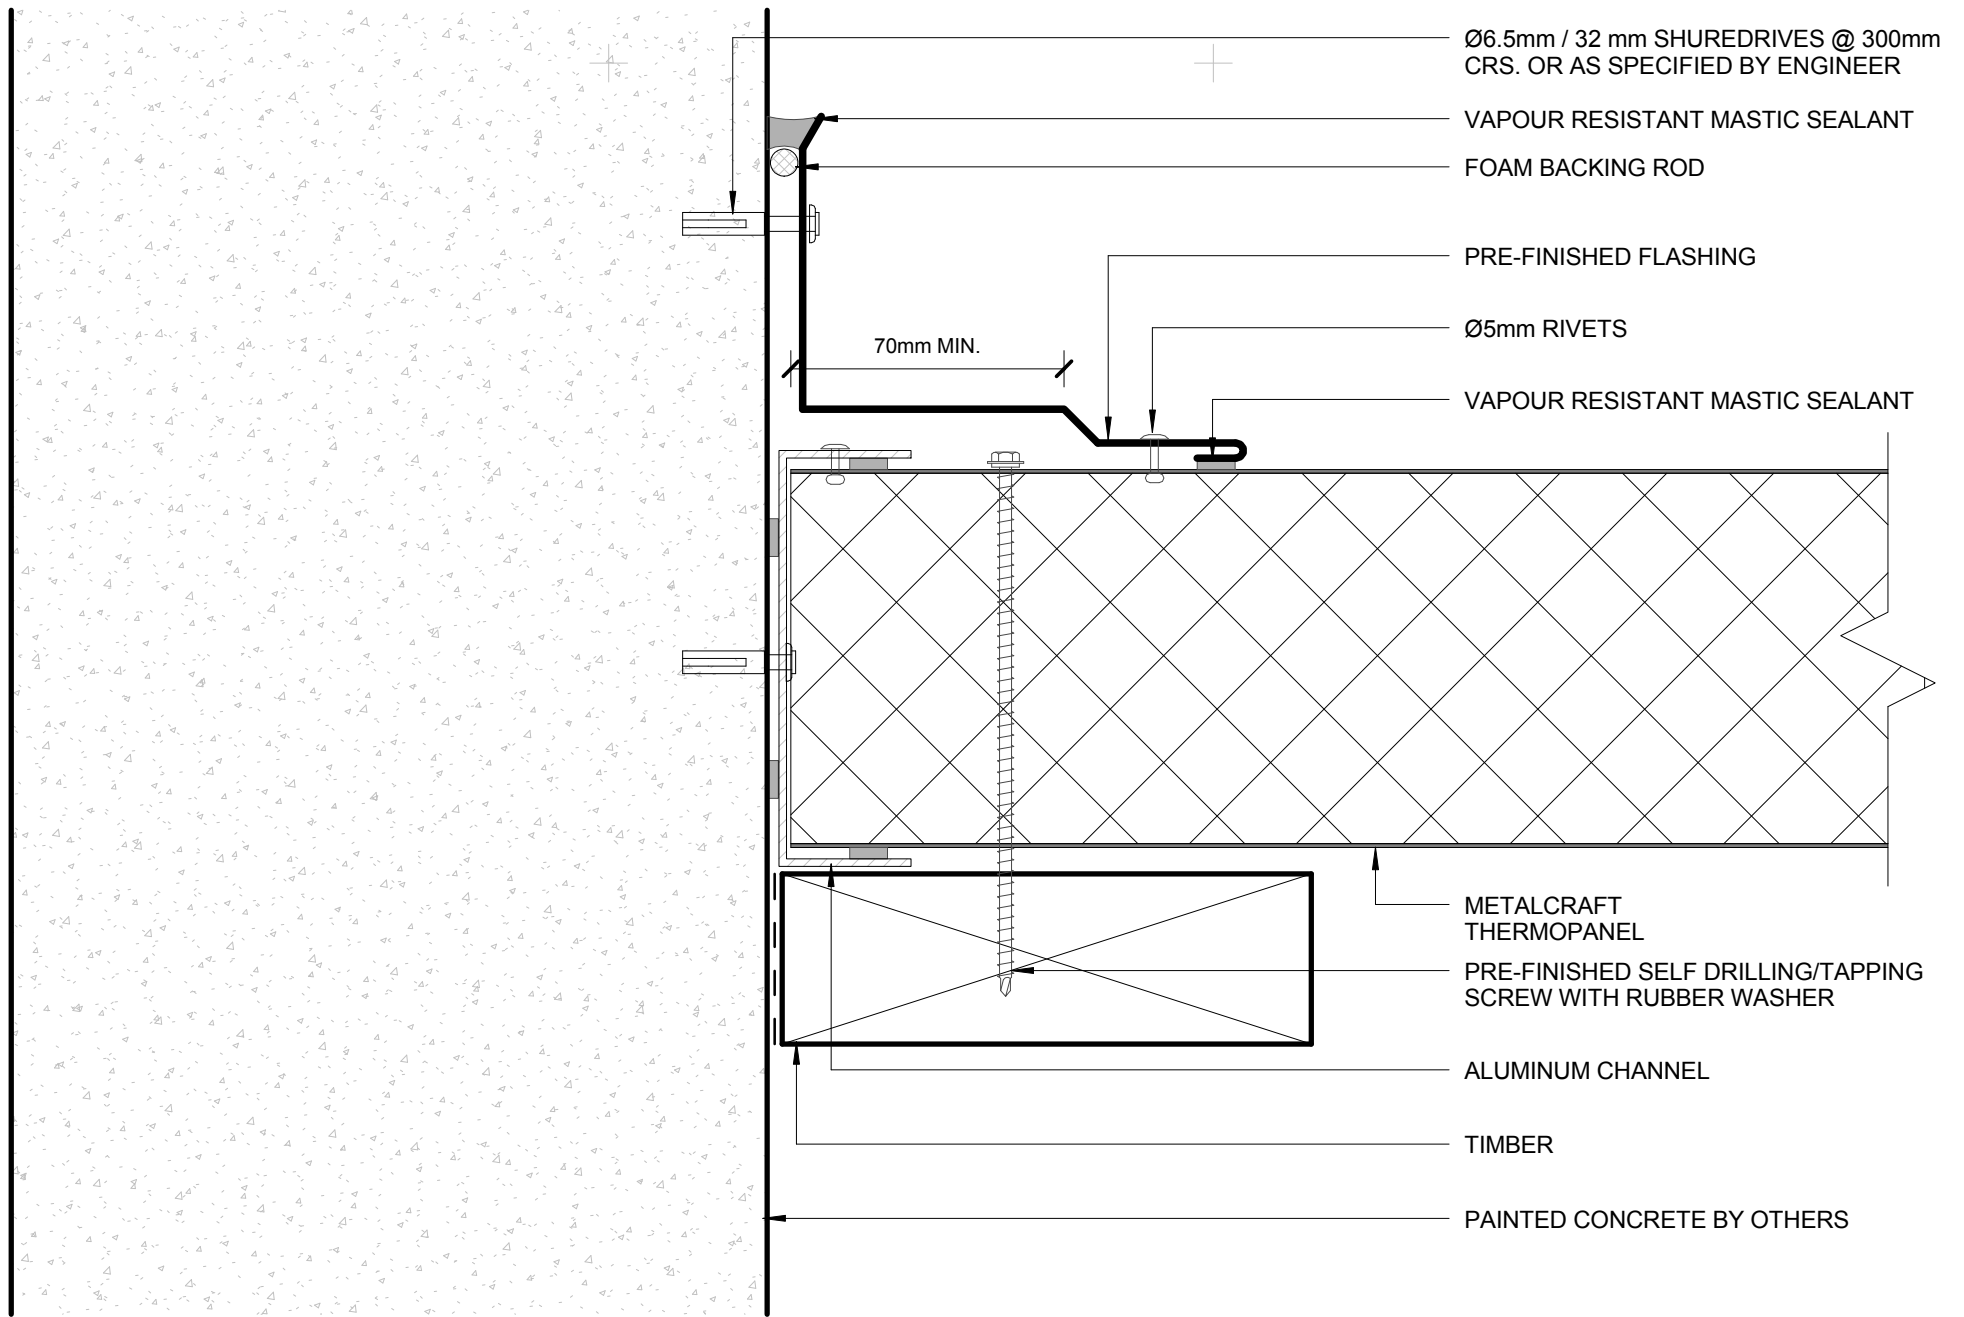 Ø6.5mm / 32 mm SHUREDRIVES @ 300mm
CRS. OR AS SPECIFIED BY ENGINEER
VAPOUR RESISTANT MASTIC SEALANT
FOAM BACKING ROD
PRE-FINISHED FLASHING
Ø5mm RIVETS
70mm MIN.
VAPOUR RESISTANT MASTIC SEALANT
METALCRAFT
THERMOPANEL
PRE-FINISHED SELF DRILLING/TAPPING
SCREW WITH RUBBER WASHER
ALUMINUM CHANNEL
TIMBER
PAINTED CONCRETE BY OTHERS